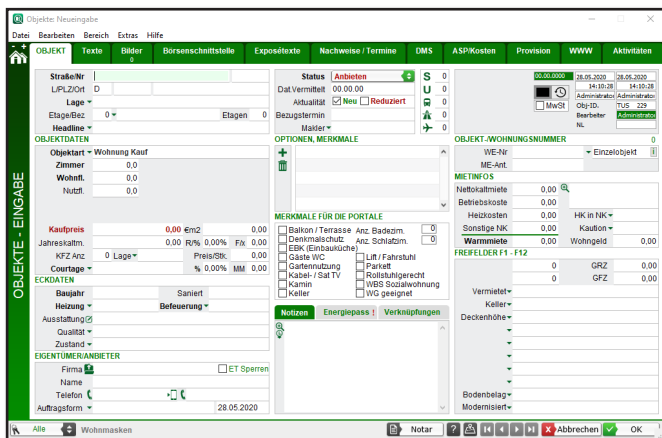 Objekte: Neueingabe
Datei Bearbeiten Bereich Extras Hilfe
OBJEKT Texte Bilder 0 Börsenschnittstelle Exposétexte Nachweise / Termine DMS ASP/Kosten Provision WWW Aktivitäten
OBJEKTE - EINGABE
Straße/Nr
L/PLZ/Ort D
Lage
Etage/Bez 0 Etagen 0
Headline
OBJEKTDATEN
Objektart Wohnung Kauf
Zimmer 0,0
Wohnfl. 0,0
Nutzfl. 0,0
Kaufpreis 0,00 €m2 0,00
Jahreskaltm. 0,00 R/% 0,00% F/x 0,00
KFZ Anz 0 Lage Preis/Stk. 0,00
Courtage % 0,00 MM 0,00
ECKDATEN
Baujahr Saniert
Heizung Befeuerung
Ausstattung
Qualität
Zustand
EIGENTÜMER/ANBIETER
Firma ET Sperren
Name
Telefon
Auftragsform 28.05.2020
Status Anbieten S 0
Dat.Vermittelt 00.00.00 U 0
Aktualität Neu Reduziert 0
Bezugstermin 0
Makler 0
OPTIONEN, MERKMALE
MERKMALE FÜR DIE PORTALE
Balkon / Terrasse Anz. Badezim. 0
Denkmalschutz Anz. Schlafzim. 0
EBK (Einbauküche)
Gäste WC Lift / Fahrstuhl
Gartennutzung Parkett
Kabel- / Sat TV Rollstuhlgerecht
Kamin WBS Sozialwohnung
Keller WG geeignet
Notizen Energiepass ! Verknüpfungen
00.00.0000 28.05.2020 28.05.2020
14:10:28 14:10:28
Administrator Administrato
MwSt Obj-ID. TUS 229
Bearbeiter Administrator
NL
OBJEKT-/WOHNUNGSNUMMER 0
WE-Nr Einzelobjekt
ME-Ant.
MIETINFOS
Nettokaltmiete 0,00
Betriebskoste 0,00
Heizkosten 0,00 HK in NK
Sonstige NK 0,00 Kaution
Warmmiete 0,00 Wohngeld 0,00
FREIFELDER F1 - F12
0 GRZ 0,00
0 GFZ 0,00
Vermietet
Keller
Deckenhöhe
Bodenbelag
Modernisiert
Alle Wohnmasken Notar ? Abbrechen OK